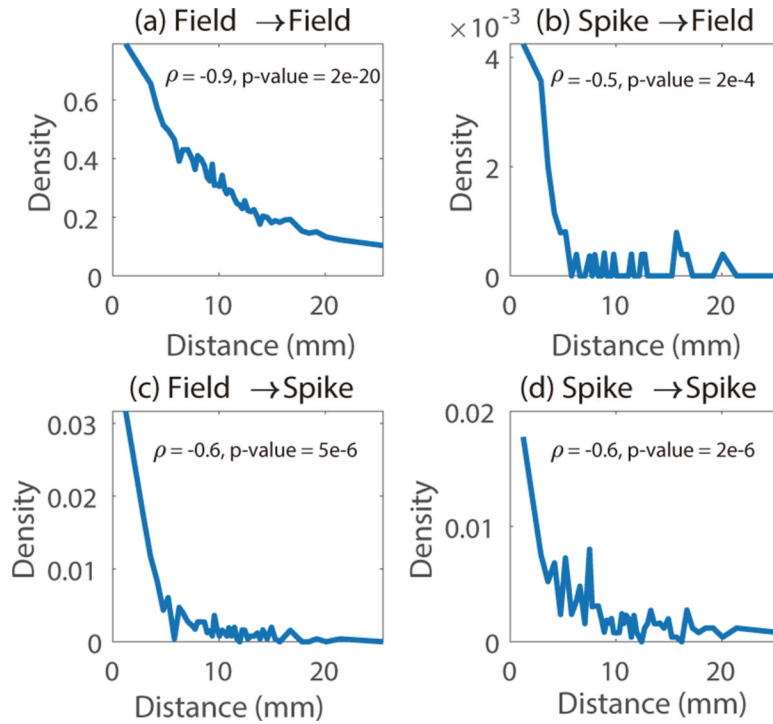 (a) Field →Field
ρ = -0.9, p-value = 2e-20
Density
0.6
0.4
0.2
0
0 10 20
Distance (mm)
(b) Spike →Field
× 10⁻³
ρ = -0.5, p-value = 2e-4
Density
4
2
0
0 10 20
Distance (mm)
(c) Field →Spike
ρ = -0.6, p-value = 5e-6
Density
0.03
0.02
0.01
0
0 10 20
Distance (mm)
(d) Spike →Spike
ρ = -0.6, p-value = 2e-6
Density
0.02
0.01
0
0 10 20
Distance (mm)